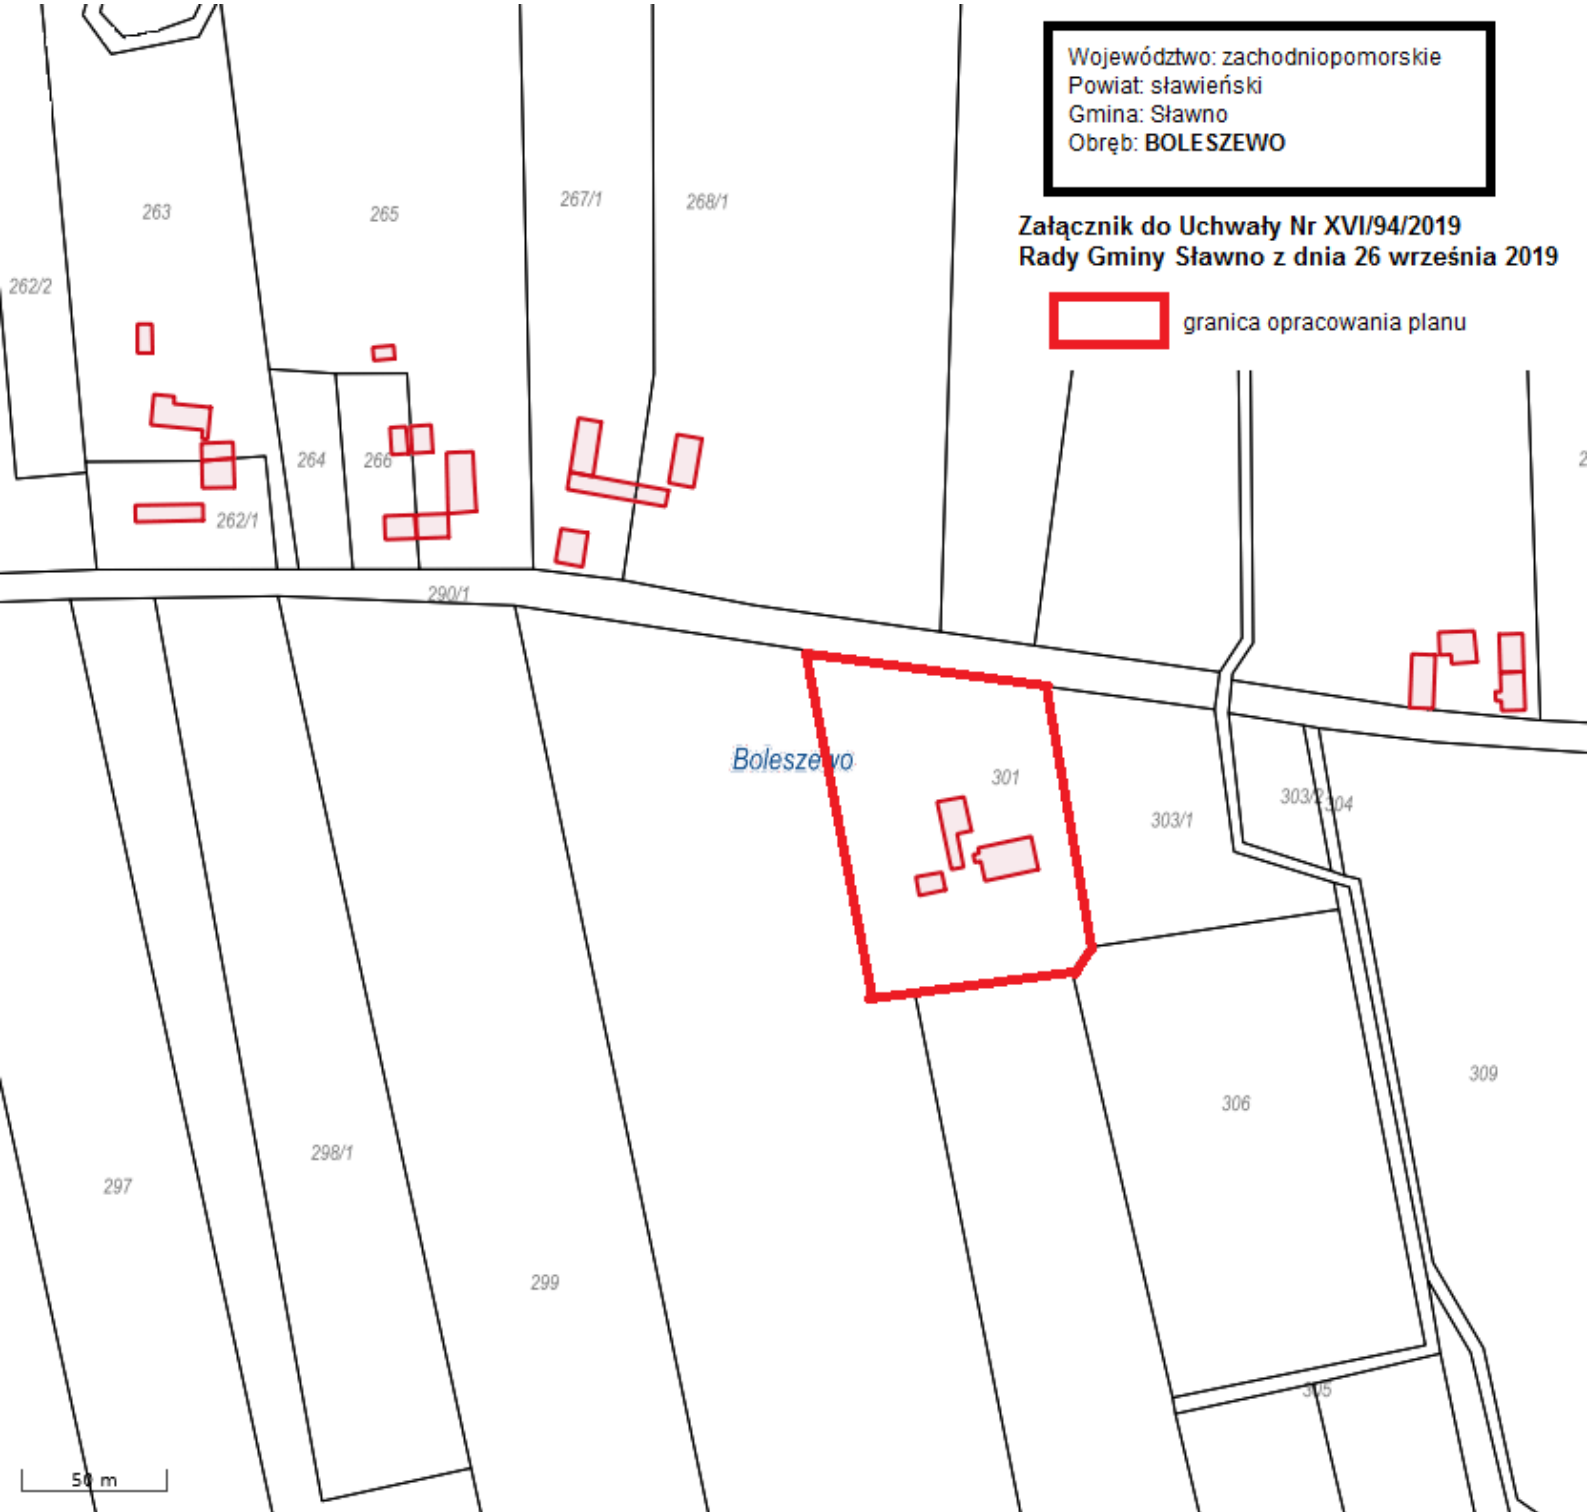 Województwo: zachodniopomorskie
Powiat: sławieński
Gmina: Sławno
Obręb: BOLESZEWO
Załącznik do Uchwały Nr XVI/94/2019
Rady Gminy Sławno z dnia 26 września 2019
granica opracowania planu
263
265
267/1
268/1
262/2
264
266
262/1
290/1
Boleszewo
301
303/1
303/2
304
309
306
298/1
297
299
305
50 m